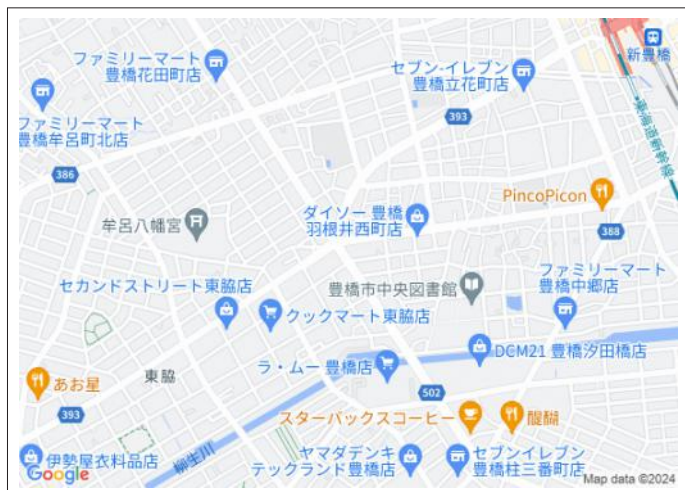 ファミリーマート
豊橋花田町店
セブン-イレブン
豊橋立花町店
新豊橋
ファミリーマート
豊橋牟呂町北店
393
東海道新幹線
386
PincoPicon
牟呂八幡宮
ダイソー 豊橋
羽根井西町店
388
セカンドストリート東脇店
豊橋市中央図書館
ファミリーマート
豊橋中郷店
クックマート東脇店
ラ・ムー 豊橋店
DCM21 豊橋汐田橋店
東脇
あお星
502
393
スターバックスコーヒー
醍醐
柳生川
伊勢屋衣料品店
ヤマダデンキ
テックランド豊橋店
セブンイレブン
豊橋柱三番町店
Google
Map data ©2024